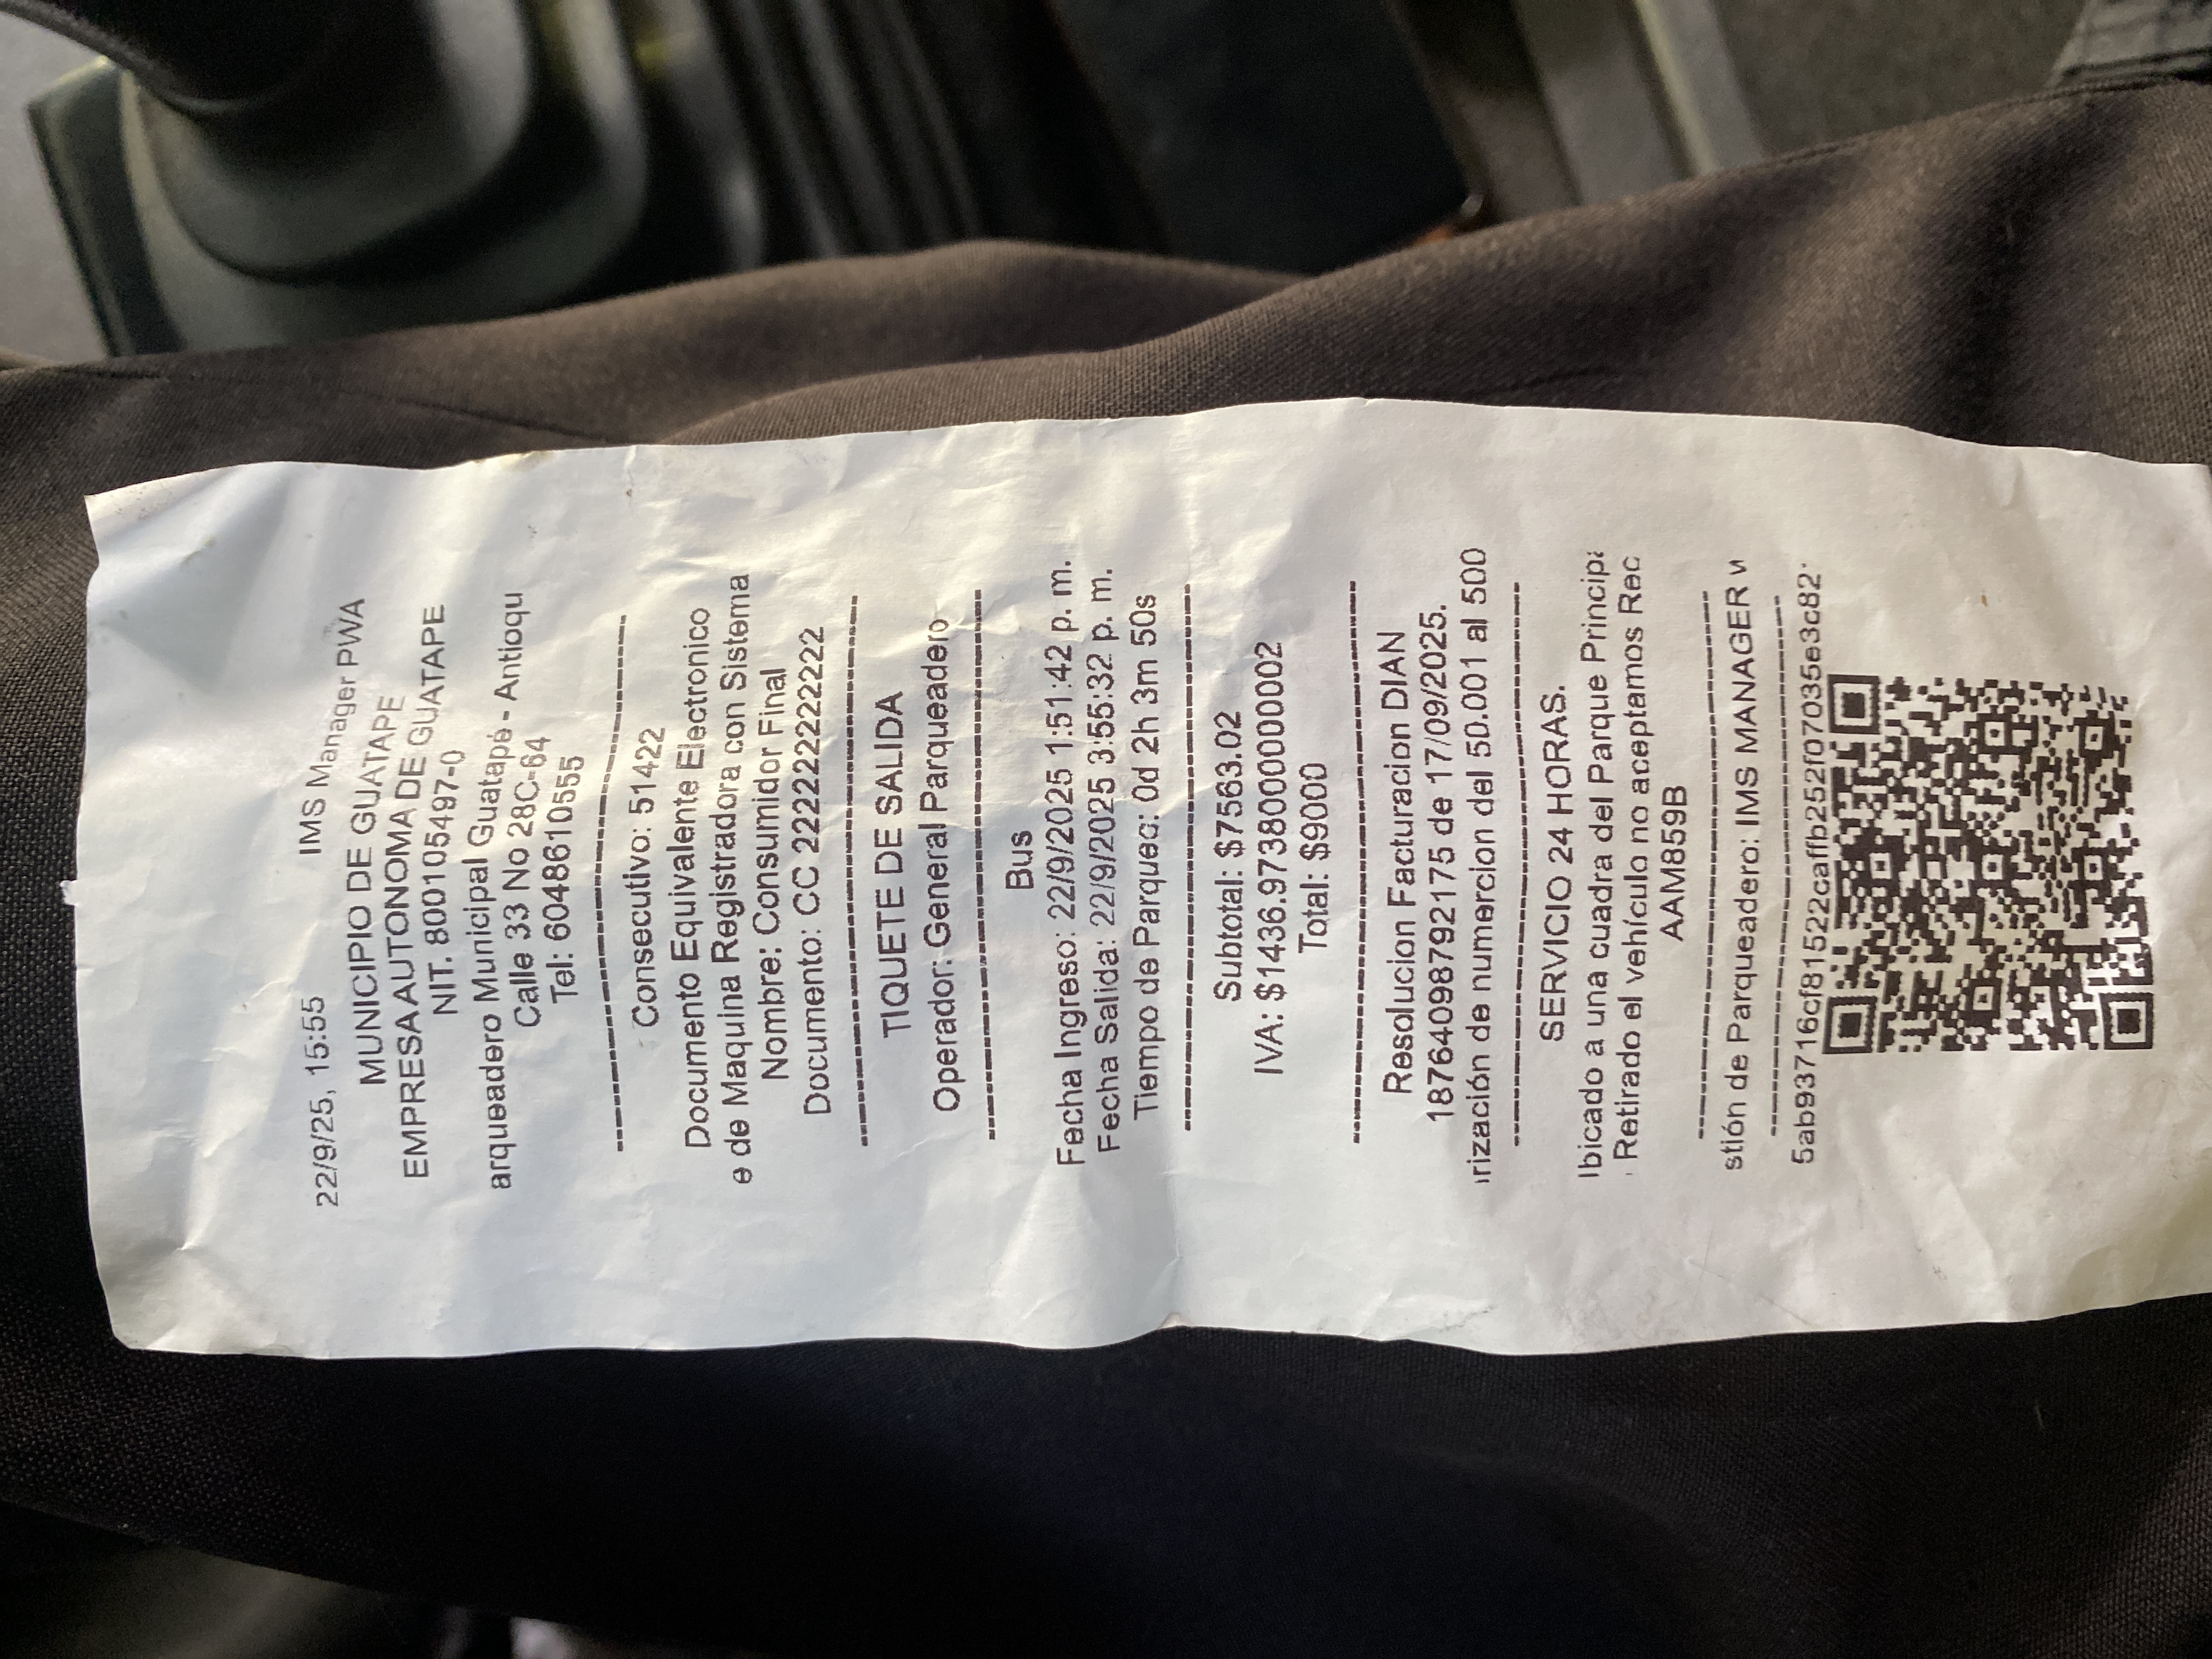 22/9/25, 15:55 IMS Manager PWA
MUNICIPIO DE GUATAPE
EMPRESA AUTONOMA DE GUATAPE
NIT. 800105497-0
arqueadero Municipal Guatapé - Antioqu
Calle 33 No 28C-64
Tel: 6048610555
Consecutivo: 51422
Documento Equivalente Electronico
e de Maquina Registradora con Sistema
Nombre: Consumidor Final
Documento: CC 222222222222
TIQUETE DE SALIDA
Operador: General Parqueadero
Bus
Fecha Ingreso: 22/9/2025 1:51:42 p. m.
Fecha Salida: 22/9/2025 3:55:32 p. m.
Tiempo de Parqueo: 0d 2h 3m 50s
Subtotal: $7563.02
IVA: $1436.9738000000002
Total: $9000
Resolucion Facturacion DIAN
18764098792175 de 17/09/2025.
rización de numercion del 50.001 al 500
SERVICIO 24 HORAS.
bicado a una cuadra del Parque Principa
Retirado el vehículo no aceptamos Rec
AAM859B
stión de Parqueadero: IMS MANAGER
5ab93716cf81522caffb252f07035e3c82